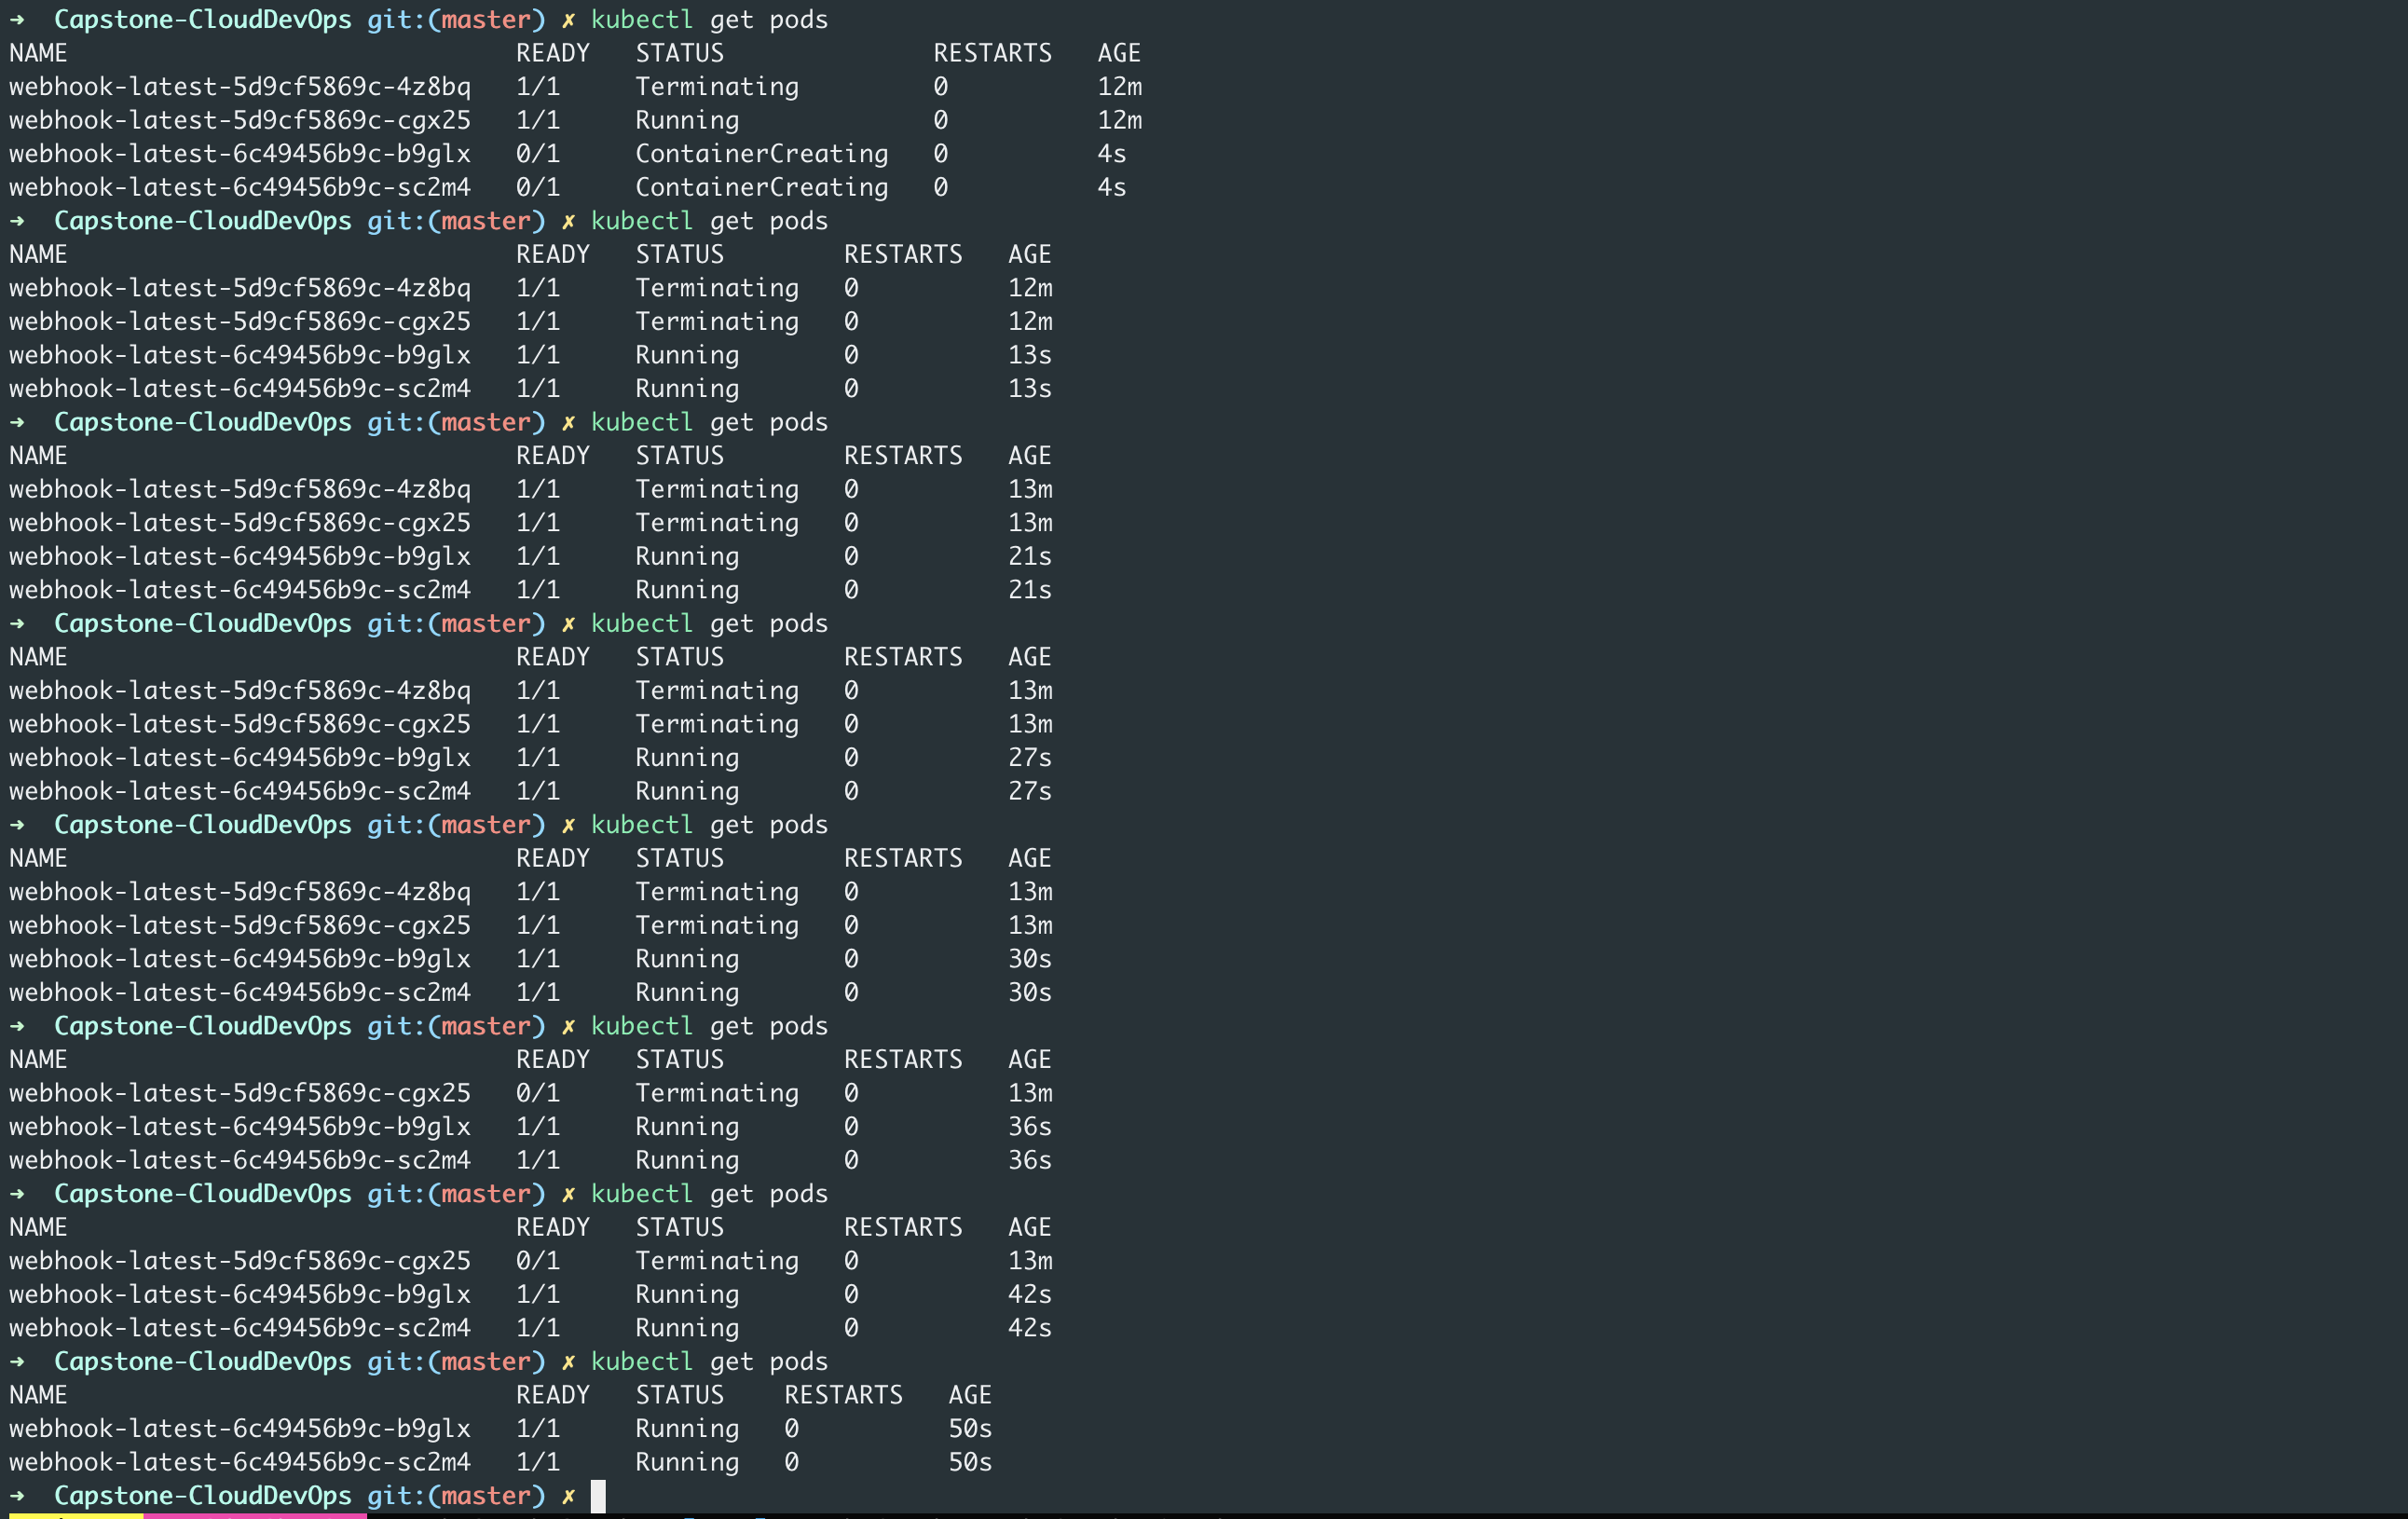 ➜  Capstone-CloudDevOps git:(master) ✗ kubectl get pods
NAME                              READY   STATUS              RESTARTS   AGE
webhook-latest-5d9cf5869c-4z8bq   1/1     Terminating         0          12m
webhook-latest-5d9cf5869c-cgx25   1/1     Running             0          12m
webhook-latest-6c49456b9c-b9glx   0/1     ContainerCreating   0          4s
webhook-latest-6c49456b9c-sc2m4   0/1     ContainerCreating   0          4s
➜  Capstone-CloudDevOps git:(master) ✗ kubectl get pods
NAME                              READY   STATUS        RESTARTS   AGE
webhook-latest-5d9cf5869c-4z8bq   1/1     Terminating   0          12m
webhook-latest-5d9cf5869c-cgx25   1/1     Terminating   0          12m
webhook-latest-6c49456b9c-b9glx   1/1     Running       0          13s
webhook-latest-6c49456b9c-sc2m4   1/1     Running       0          13s
➜  Capstone-CloudDevOps git:(master) ✗ kubectl get pods
NAME                              READY   STATUS        RESTARTS   AGE
webhook-latest-5d9cf5869c-4z8bq   1/1     Terminating   0          13m
webhook-latest-5d9cf5869c-cgx25   1/1     Terminating   0          13m
webhook-latest-6c49456b9c-b9glx   1/1     Running       0          21s
webhook-latest-6c49456b9c-sc2m4   1/1     Running       0          21s
➜  Capstone-CloudDevOps git:(master) ✗ kubectl get pods
NAME                              READY   STATUS        RESTARTS   AGE
webhook-latest-5d9cf5869c-4z8bq   1/1     Terminating   0          13m
webhook-latest-5d9cf5869c-cgx25   1/1     Terminating   0          13m
webhook-latest-6c49456b9c-b9glx   1/1     Running       0          27s
webhook-latest-6c49456b9c-sc2m4   1/1     Running       0          27s
➜  Capstone-CloudDevOps git:(master) ✗ kubectl get pods
NAME                              READY   STATUS        RESTARTS   AGE
webhook-latest-5d9cf5869c-4z8bq   1/1     Terminating   0          13m
webhook-latest-5d9cf5869c-cgx25   1/1     Terminating   0          13m
webhook-latest-6c49456b9c-b9glx   1/1     Running       0          30s
webhook-latest-6c49456b9c-sc2m4   1/1     Running       0          30s
➜  Capstone-CloudDevOps git:(master) ✗ kubectl get pods
NAME                              READY   STATUS        RESTARTS   AGE
webhook-latest-5d9cf5869c-cgx25   0/1     Terminating   0          13m
webhook-latest-6c49456b9c-b9glx   1/1     Running       0          36s
webhook-latest-6c49456b9c-sc2m4   1/1     Running       0          36s
➜  Capstone-CloudDevOps git:(master) ✗ kubectl get pods
NAME                              READY   STATUS        RESTARTS   AGE
webhook-latest-5d9cf5869c-cgx25   0/1     Terminating   0          13m
webhook-latest-6c49456b9c-b9glx   1/1     Running       0          42s
webhook-latest-6c49456b9c-sc2m4   1/1     Running       0          42s
➜  Capstone-CloudDevOps git:(master) ✗ kubectl get pods
NAME                              READY   STATUS    RESTARTS   AGE
webhook-latest-6c49456b9c-b9glx   1/1     Running   0          50s
webhook-latest-6c49456b9c-sc2m4   1/1     Running   0          50s
➜  Capstone-CloudDevOps git:(master) ✗